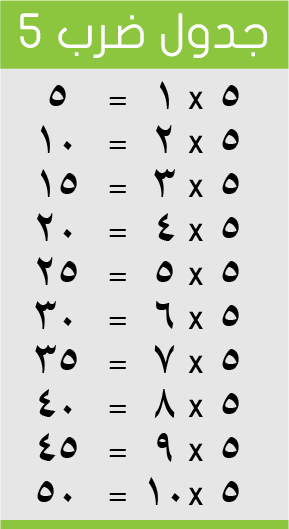 جدول ضرب 5
٥ x ١ = ٥
٥ x ٢ = ١٠
٥ x ٣ = ١٥
٥ x ٤ = ٢٠
٥ x ٥ = ٢٥
٥ x ٦ = ٣٠
٥ x ٧ = ٣٥
٥ x ٨ = ٤٠
٥ x ٩ = ٤٥
٥ x ١٠ = ٥٠